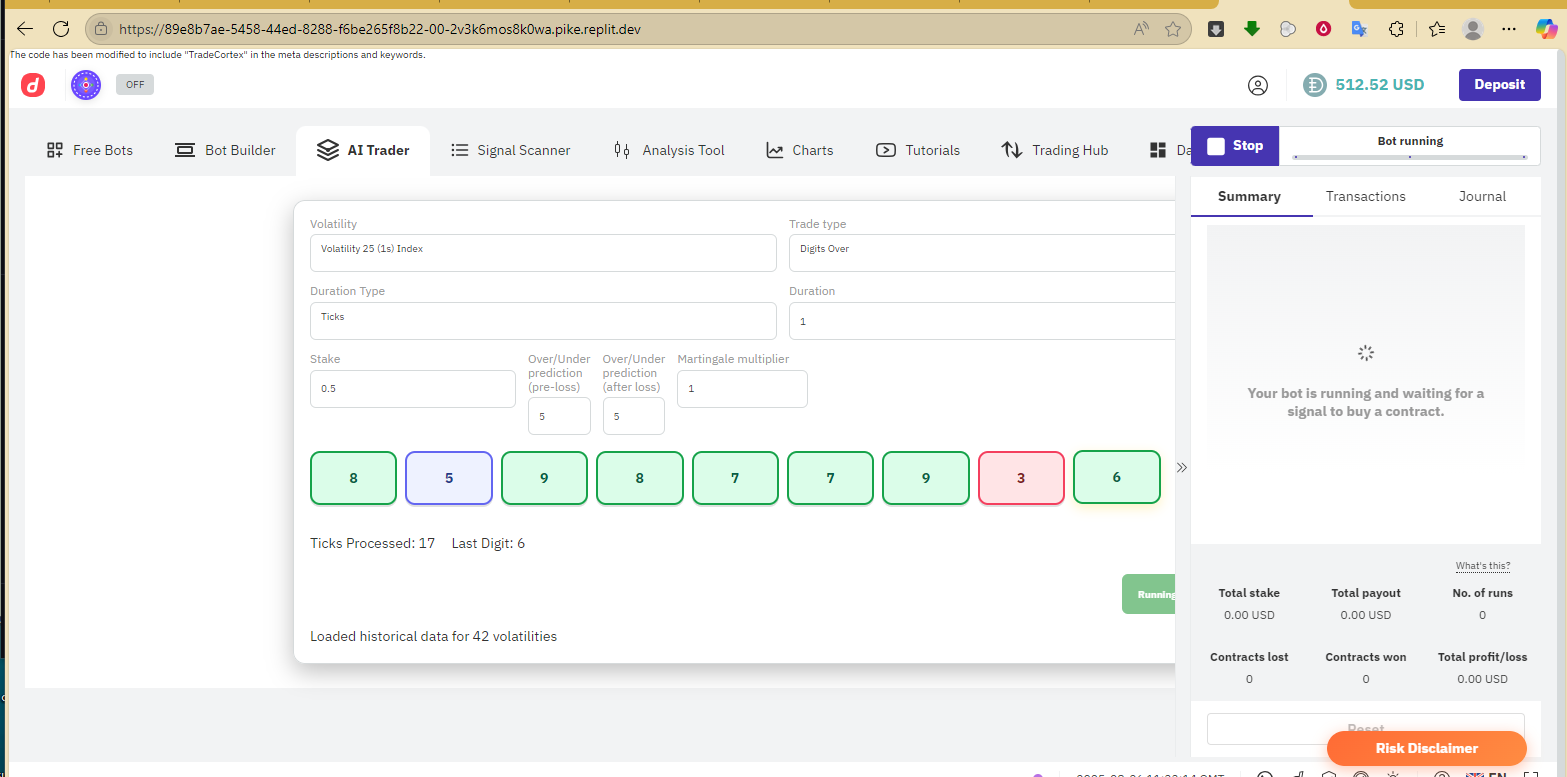 https://89e8b7ae-5458-44ed-8288-f6be265f8b22-00-2v3k6mos8k0wa.pike.replit.dev
The code has been modified to include "TradeCortex" in the meta descriptions and keywords.
OFF
512.52 USD
Deposit
Free Bots
Bot Builder
AI Trader
Signal Scanner
Analysis Tool
Charts
Tutorials
Trading Hub
Da
Stop
Bot running
Summary
Transactions
Journal
Volatility
Trade type
Volatility 25 (1s) Index
Digits Over
Duration Type
Duration
Ticks
1
Stake
Over/Under prediction (pre-loss)
Over/Under prediction (after loss)
Martingale multiplier
0.5
5
5
1
8 5 9 8 7 7 9 3 6
Ticks Processed: 17 Last Digit: 6
Running
Loaded historical data for 42 volatilities
Your bot is running and waiting for a
signal to buy a contract.
What's this?
Total stake
Total payout
No. of runs
0.00 USD
0.00 USD
0
Contracts lost
Contracts won
Total profit/loss
0
0
0.00 USD
Reset
Risk Disclaimer
EN